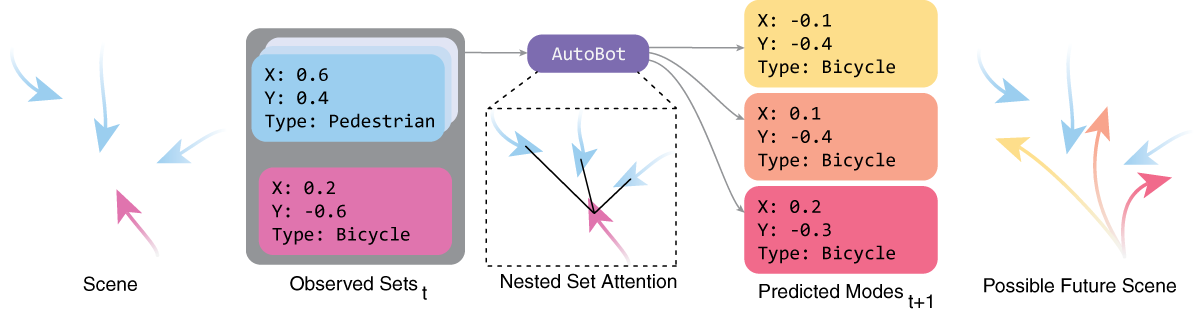 X: 0.6
Y: 0.4
Type: Pedestrian
X: 0.2
Y: -0.6
Type: Bicycle
AutoBot
X: -0.1
Y: -0.4
Type: Bicycle
X: 0.1
Y: -0.4
Type: Bicycle
X: 0.2
Y: -0.3
Type: Bicycle
Scene
Observed Sets t
Nested Set Attention
Predicted Modes t+1
Possible Future Scene